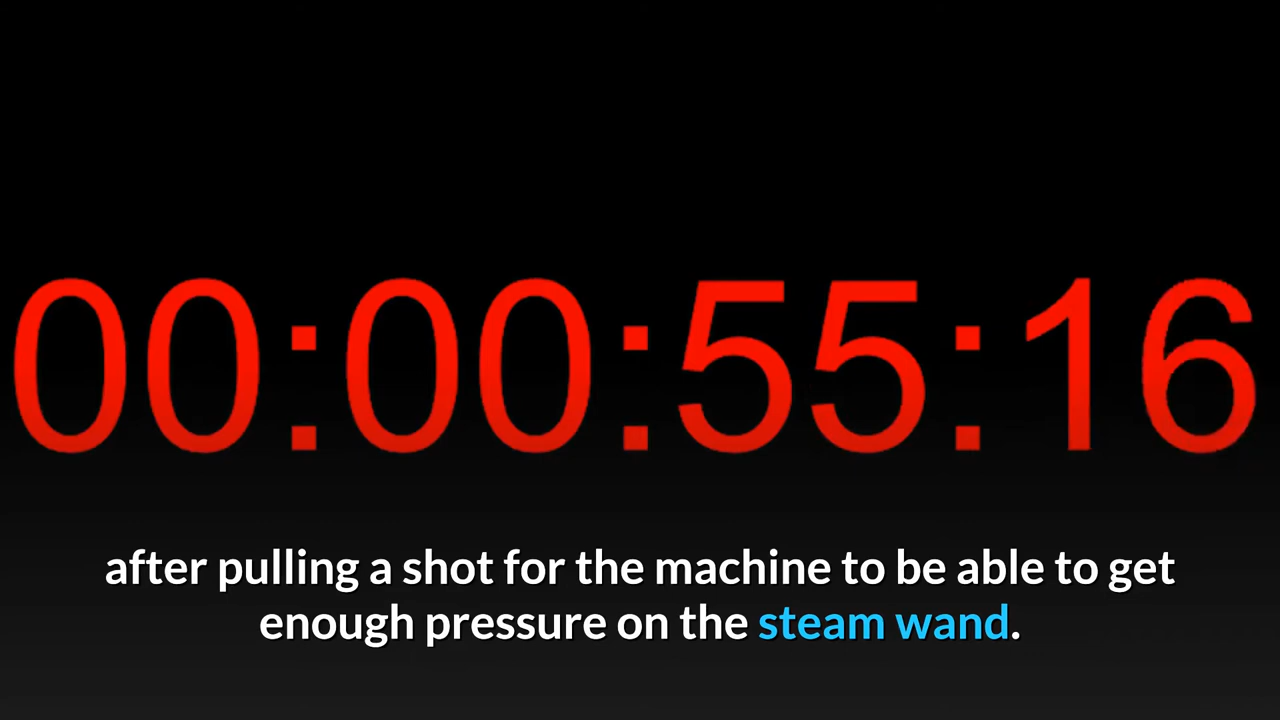 00:00:55:16
after pulling a shot for the machine to be able to get
enough pressure on the steam wand.